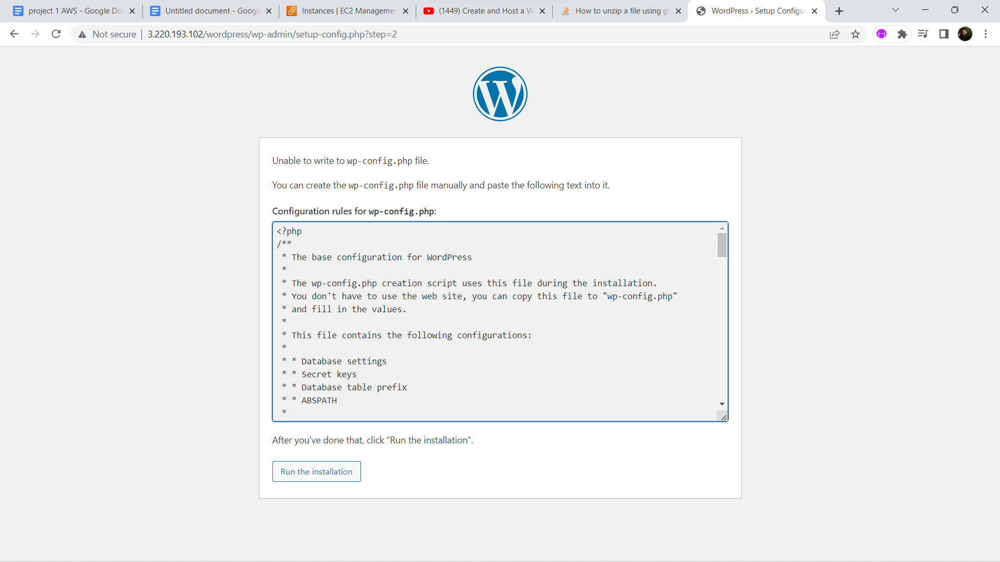 project 1 AWS - Google Do
Untitled document - Googl
Instances | EC2 Managemen
(1449) Create and Host a W
How to unzip a file using gi
WordPress › Setup Configu
Not secure
3.220.193.102/wordpress/wp-admin/setup-config.php?step=2
Unable to write to wp-config.php file.
You can create the wp-config.php file manually and paste the following text into it.
Configuration rules for wp-config.php:
<?php
/**
* The base configuration for WordPress
*
* The wp-config.php creation script uses this file during the installation.
* You don't have to use the web site, you can copy this file to "wp-config.php"
* and fill in the values.
*
* This file contains the following configurations:
*
* * Database settings
* * Secret keys
* * Database table prefix
* * ABSPATH
*
After you’ve done that, click “Run the installation”.
Run the installation